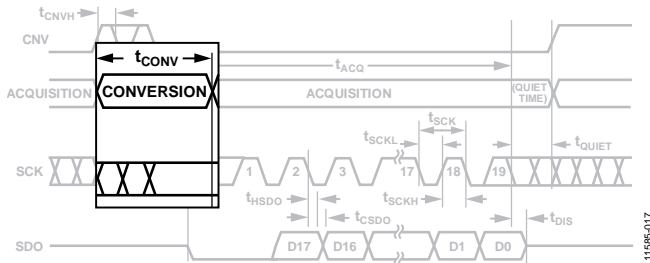 tCNVH
CNV
tCONV
tACQ
ACQUISITION CONVERSION ACQUISITION (QUIET TIME)
tSCK
tSCKL tQUIET
SCK 1 2 3 17 18 19
tHSDO tCSDO tSCKH tDIS
SDO D17 D16 D1 D0
11585-017